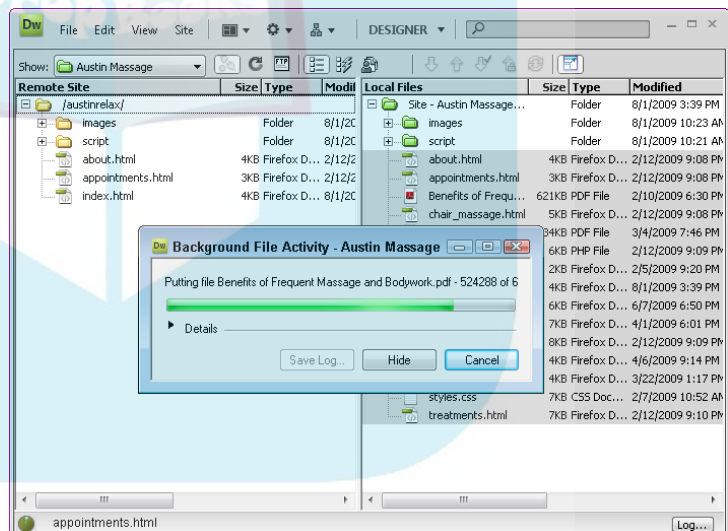 Dw File Edit View Site DESIGNER
Show: Austin Massage FTP
Remote Site Size Type Modif Local Files Size Type Modified
/austinrelax/ Site - Austin Massage... Folder 8/1/2009 3:39 PM
images Folder 8/1/20 images Folder 8/1/2009 10:23 AM
script Folder 8/1/20 script Folder 8/1/2009 10:21 AM
about.html 4KB Firefox D... 2/12/2 about.html 4KB Firefox D... 2/12/2009 9:08 PM
appointments.html 3KB Firefox D... 2/12/2 appointments.html 3KB Firefox D... 2/12/2009 9:08 PM
index.html 4KB Firefox D... 8/1/20 Benefits of Frequ... 621KB PDF File 2/10/2009 6:30 PM
chair_massage.html 5KB Firefox D... 2/12/2009 9:08 PM
34KB PDF File 3/4/2009 7:46 PM
6KB PHP File 2/12/2009 9:09 PM
2KB Firefox D... 2/5/2009 9:20 PM
4KB Firefox D... 8/1/2009 3:39 PM
6KB Firefox D... 6/7/2009 6:50 PM
7KB Firefox D... 4/1/2009 6:01 PM
8KB Firefox D... 2/12/2009 9:09 PM
4KB Firefox D... 4/6/2009 9:14 PM
4KB Firefox D... 3/22/2009 1:17 PM
styles.css 7KB CSS Doc... 2/7/2009 10:52 AM
treatments.html 7KB Firefox D... 2/12/2009 9:10 PM
Dw Background File Activity - Austin Massage
Putting file Benefits of Frequent Massage and Bodywork.pdf - 524288 of 6
Details
Save Log... Hide Cancel
appointments.html Log...